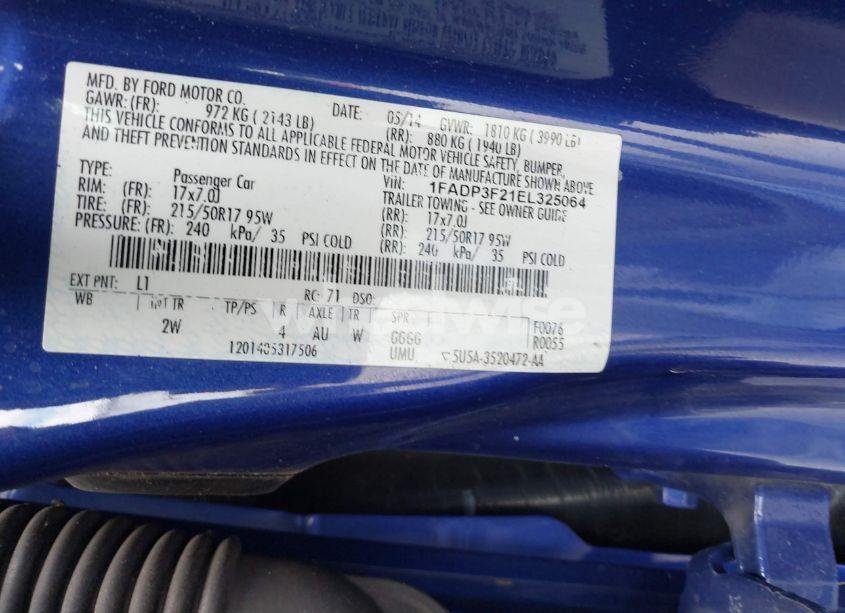 MFD. BY FORD MOTOR CO.
DATE: 05/14 GVWR: 1810 KG ( 3990 LB)
GAWR: (FR): 972 KG ( 2143 LB) (RR): 880 KG ( 1940 LB)
THIS VEHICLE CONFORMS TO ALL APPLICABLE FEDERAL MOTOR VEHICLE SAFETY, BUMPER,
AND THEFT PREVENTION STANDARDS IN EFFECT ON THE DATE OF MANUFACTURE SHOWN ABOVE
VIN: 1FADP3F21EL325064
TYPE: Passenger Car TRAILER TOWING - SEE OWNER GUIDE
RIM: (FR): 17x7.0J (RR): 17x7.0J
TIRE: (FR): 215/50R17 95W (RR): 215/50R17 95W
PRESSURE: (FR): 240 kPa/ 35 PSI COLD (RR): 240 kPa/ 35 PSI COLD
EXT PNT: L1 RC: 71 DSO:
WB INT TR TP/PS R AXLE TR SPR
2W 4 AU W GGGG F0076
UMU R0055
1201405317506 5U5A-3520472-AA